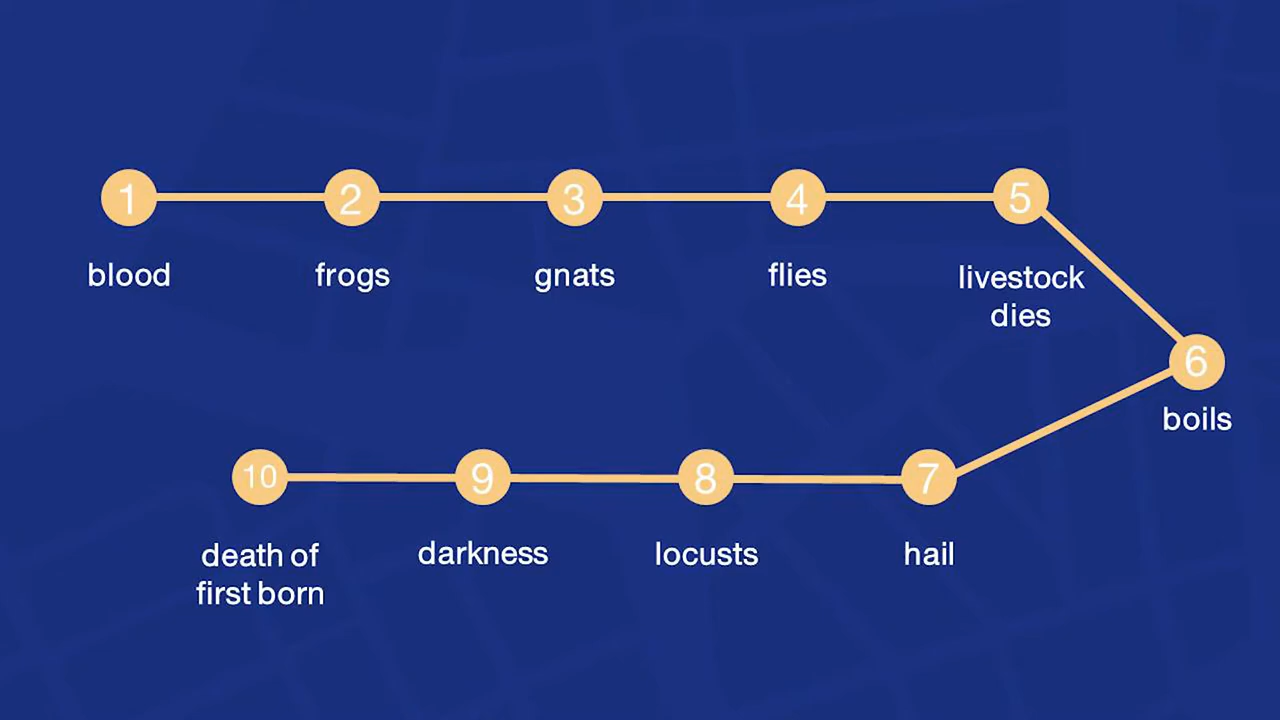 1
blood
2
frogs
3
gnats
4
flies
5
livestock
dies
6
boils
7
hail
8
locusts
9
darkness
10
death of
first born